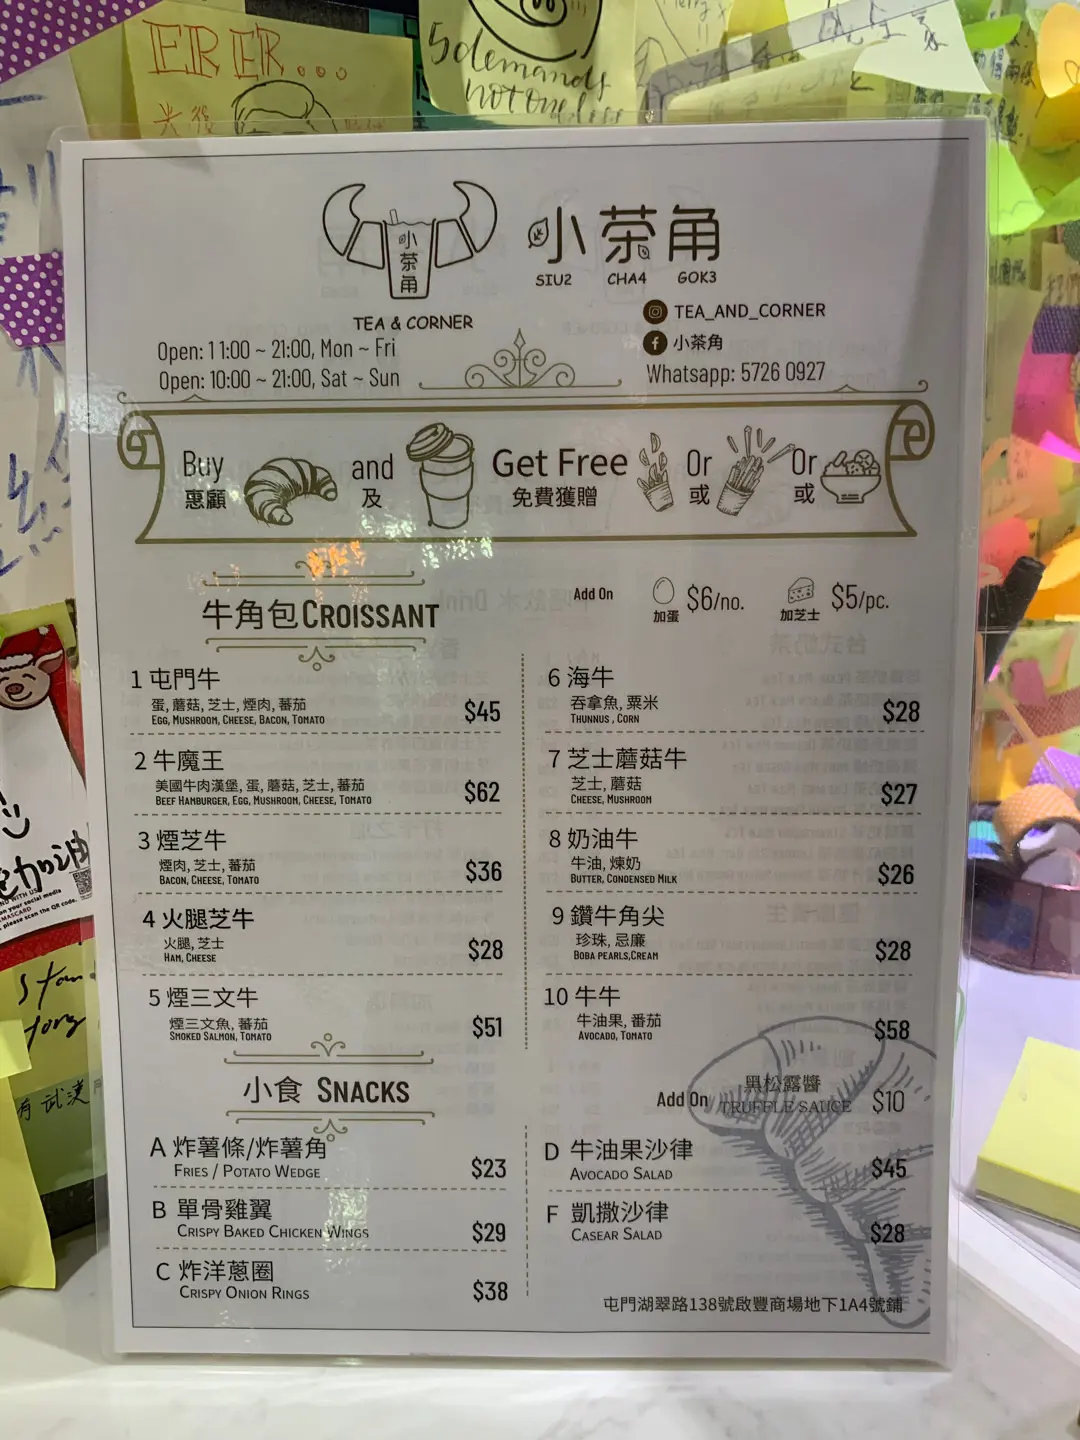 ERER...
5 demands
not one less
小茶角
小茶角
SIU2 CHA4 GOK3
TEA & CORNER
TEA_AND_CORNER
小茶角
Open: 11:00 ~ 21:00, Mon ~ Fri
Open: 10:00 ~ 21:00, Sat ~ Sun
Whatsapp: 5726 0927
Buy and Get Free Or Or
惠顧 及 免費獲贈 或 或
牛角包 CROISSANT
Add On $6/no. $5/pc.
加蛋 加芝士
1 屯門牛
蛋, 蘑菇, 芝士, 煙肉, 蕃茄
EGG, MUSHROOM, CHEESE, BACON, TOMATO
$45
2 牛魔王
美國牛肉漢堡, 蛋, 蘑菇, 芝士, 蕃茄
BEEF HAMBURGER, EGG, MUSHROOM, CHEESE, TOMATO
$62
3 煙芝牛
煙肉, 芝士, 蕃茄
BACON, CHEESE, TOMATO
$36
4 火腿芝牛
火腿, 芝士
HAM, CHEESE
$28
5 煙三文牛
煙三文魚, 蕃茄
SMOKED SALMON, TOMATO
$51
6 海牛
吞拿魚, 粟米
THUNNUS , CORN
$28
7 芝士蘑菇牛
芝士, 蘑菇
CHEESE, MUSHROOM
$27
8 奶油牛
牛油, 煉奶
BUTTER, CONDENSED MILK
$26
9 鑽牛角尖
珍珠, 忌廉
BOBA PEARLS,CREAM
$28
10 牛牛
牛油果, 番茄
AVOCADO, TOMATO
$58
小食 SNACKS
黑松露醬
Add On TRUFFLE SAUCE $10
A 炸薯條/炸薯角
FRIES / POTATO WEDGE
$23
B 單骨雞翼
CRISPY BAKED CHICKEN WINGS
$29
C 炸洋蔥圈
CRISPY ONION RINGS
$38
D 牛油果沙律
AVOCADO SALAD
$45
F 凱撒沙律
CASEAR SALAD
$28
屯門湖翠路138號啟豐商場地下1A4號鋪